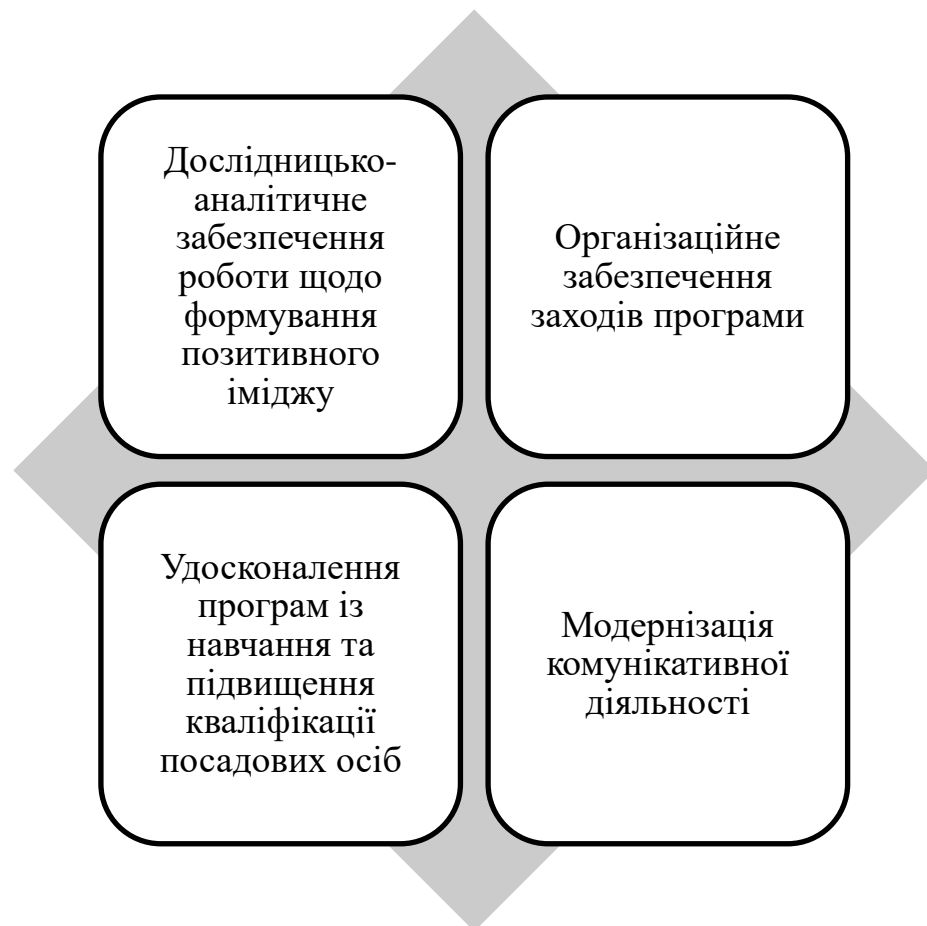 Дослідницько-
аналітичне
забезпечення
роботи щодо
формування
позитивного
іміджу
Організаційне
забезпечення
заходів програми
Удосконалення
програм із
навчання та
підвищення
кваліфікації
посадових осіб
Модернізація
комунікативної
діяльності